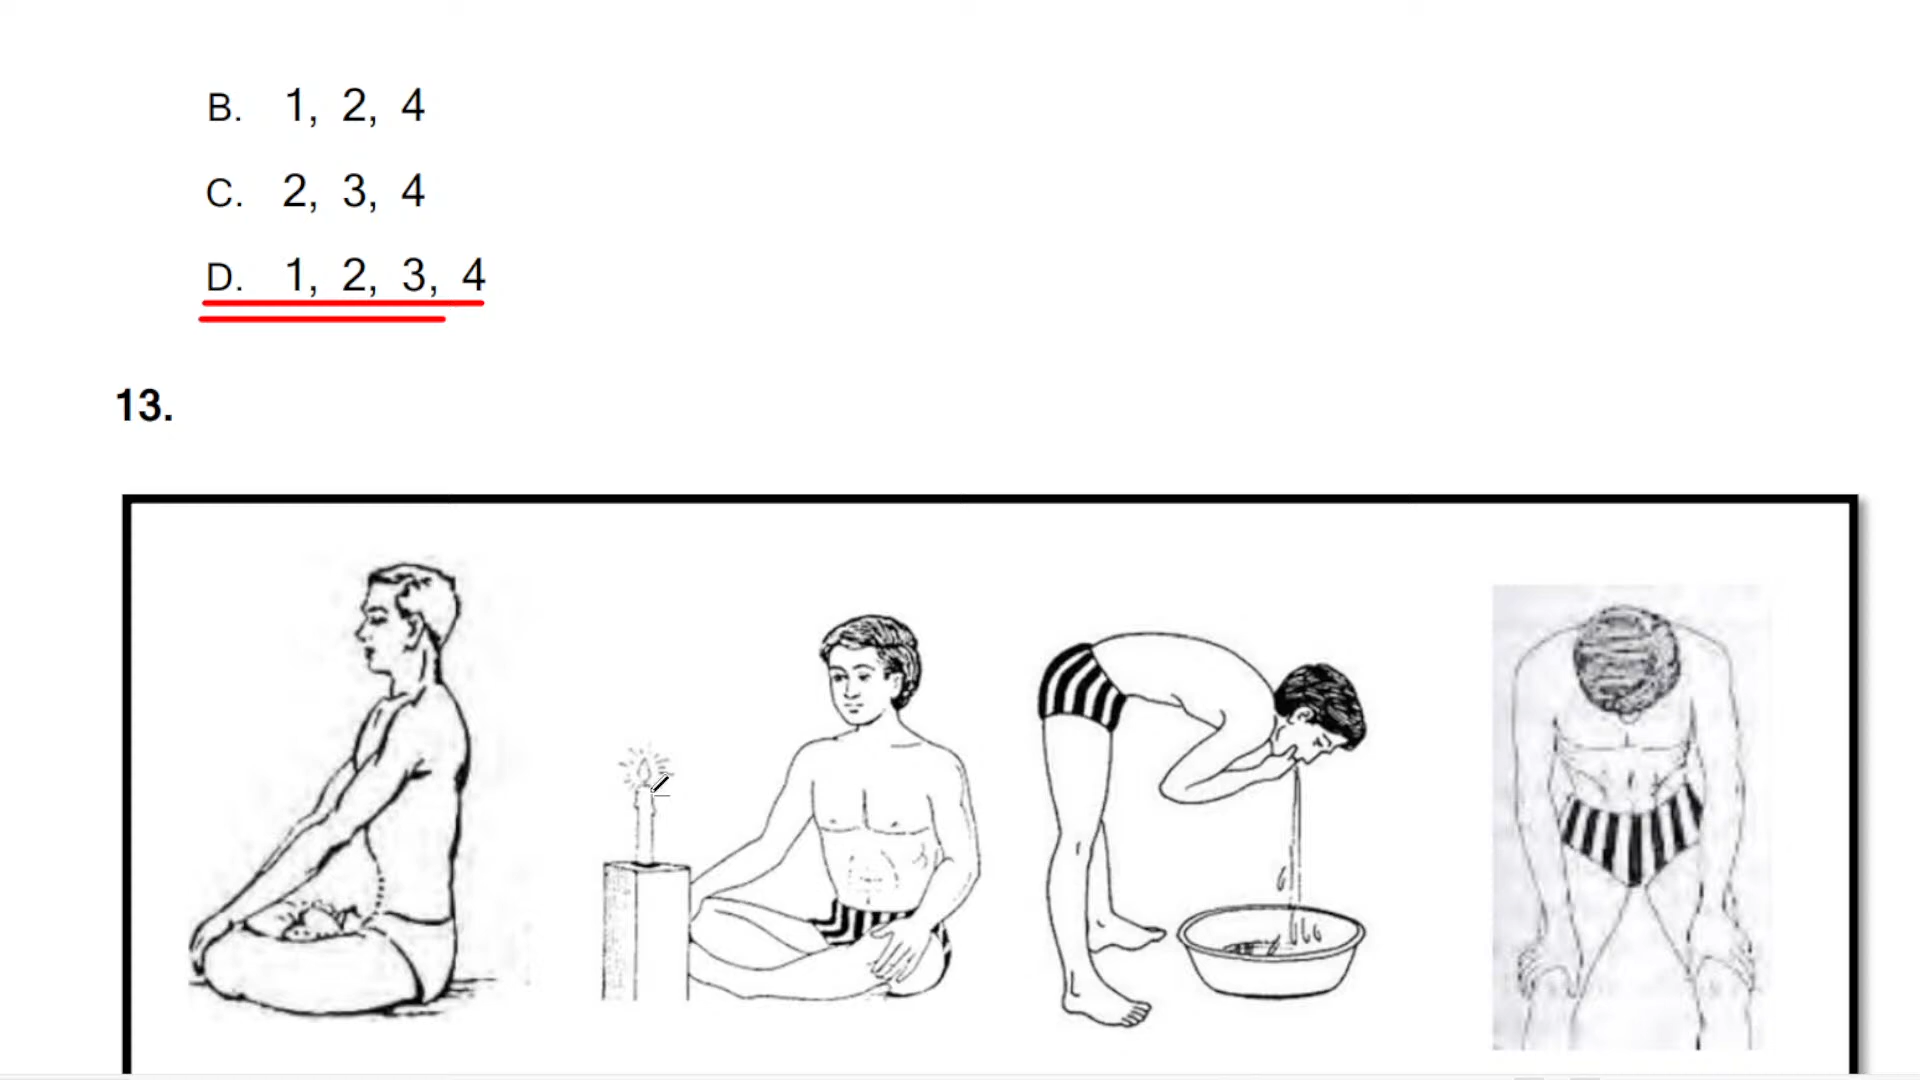 B. 1, 2, 4
C. 2, 3, 4
D. 1, 2, 3, 4
13.